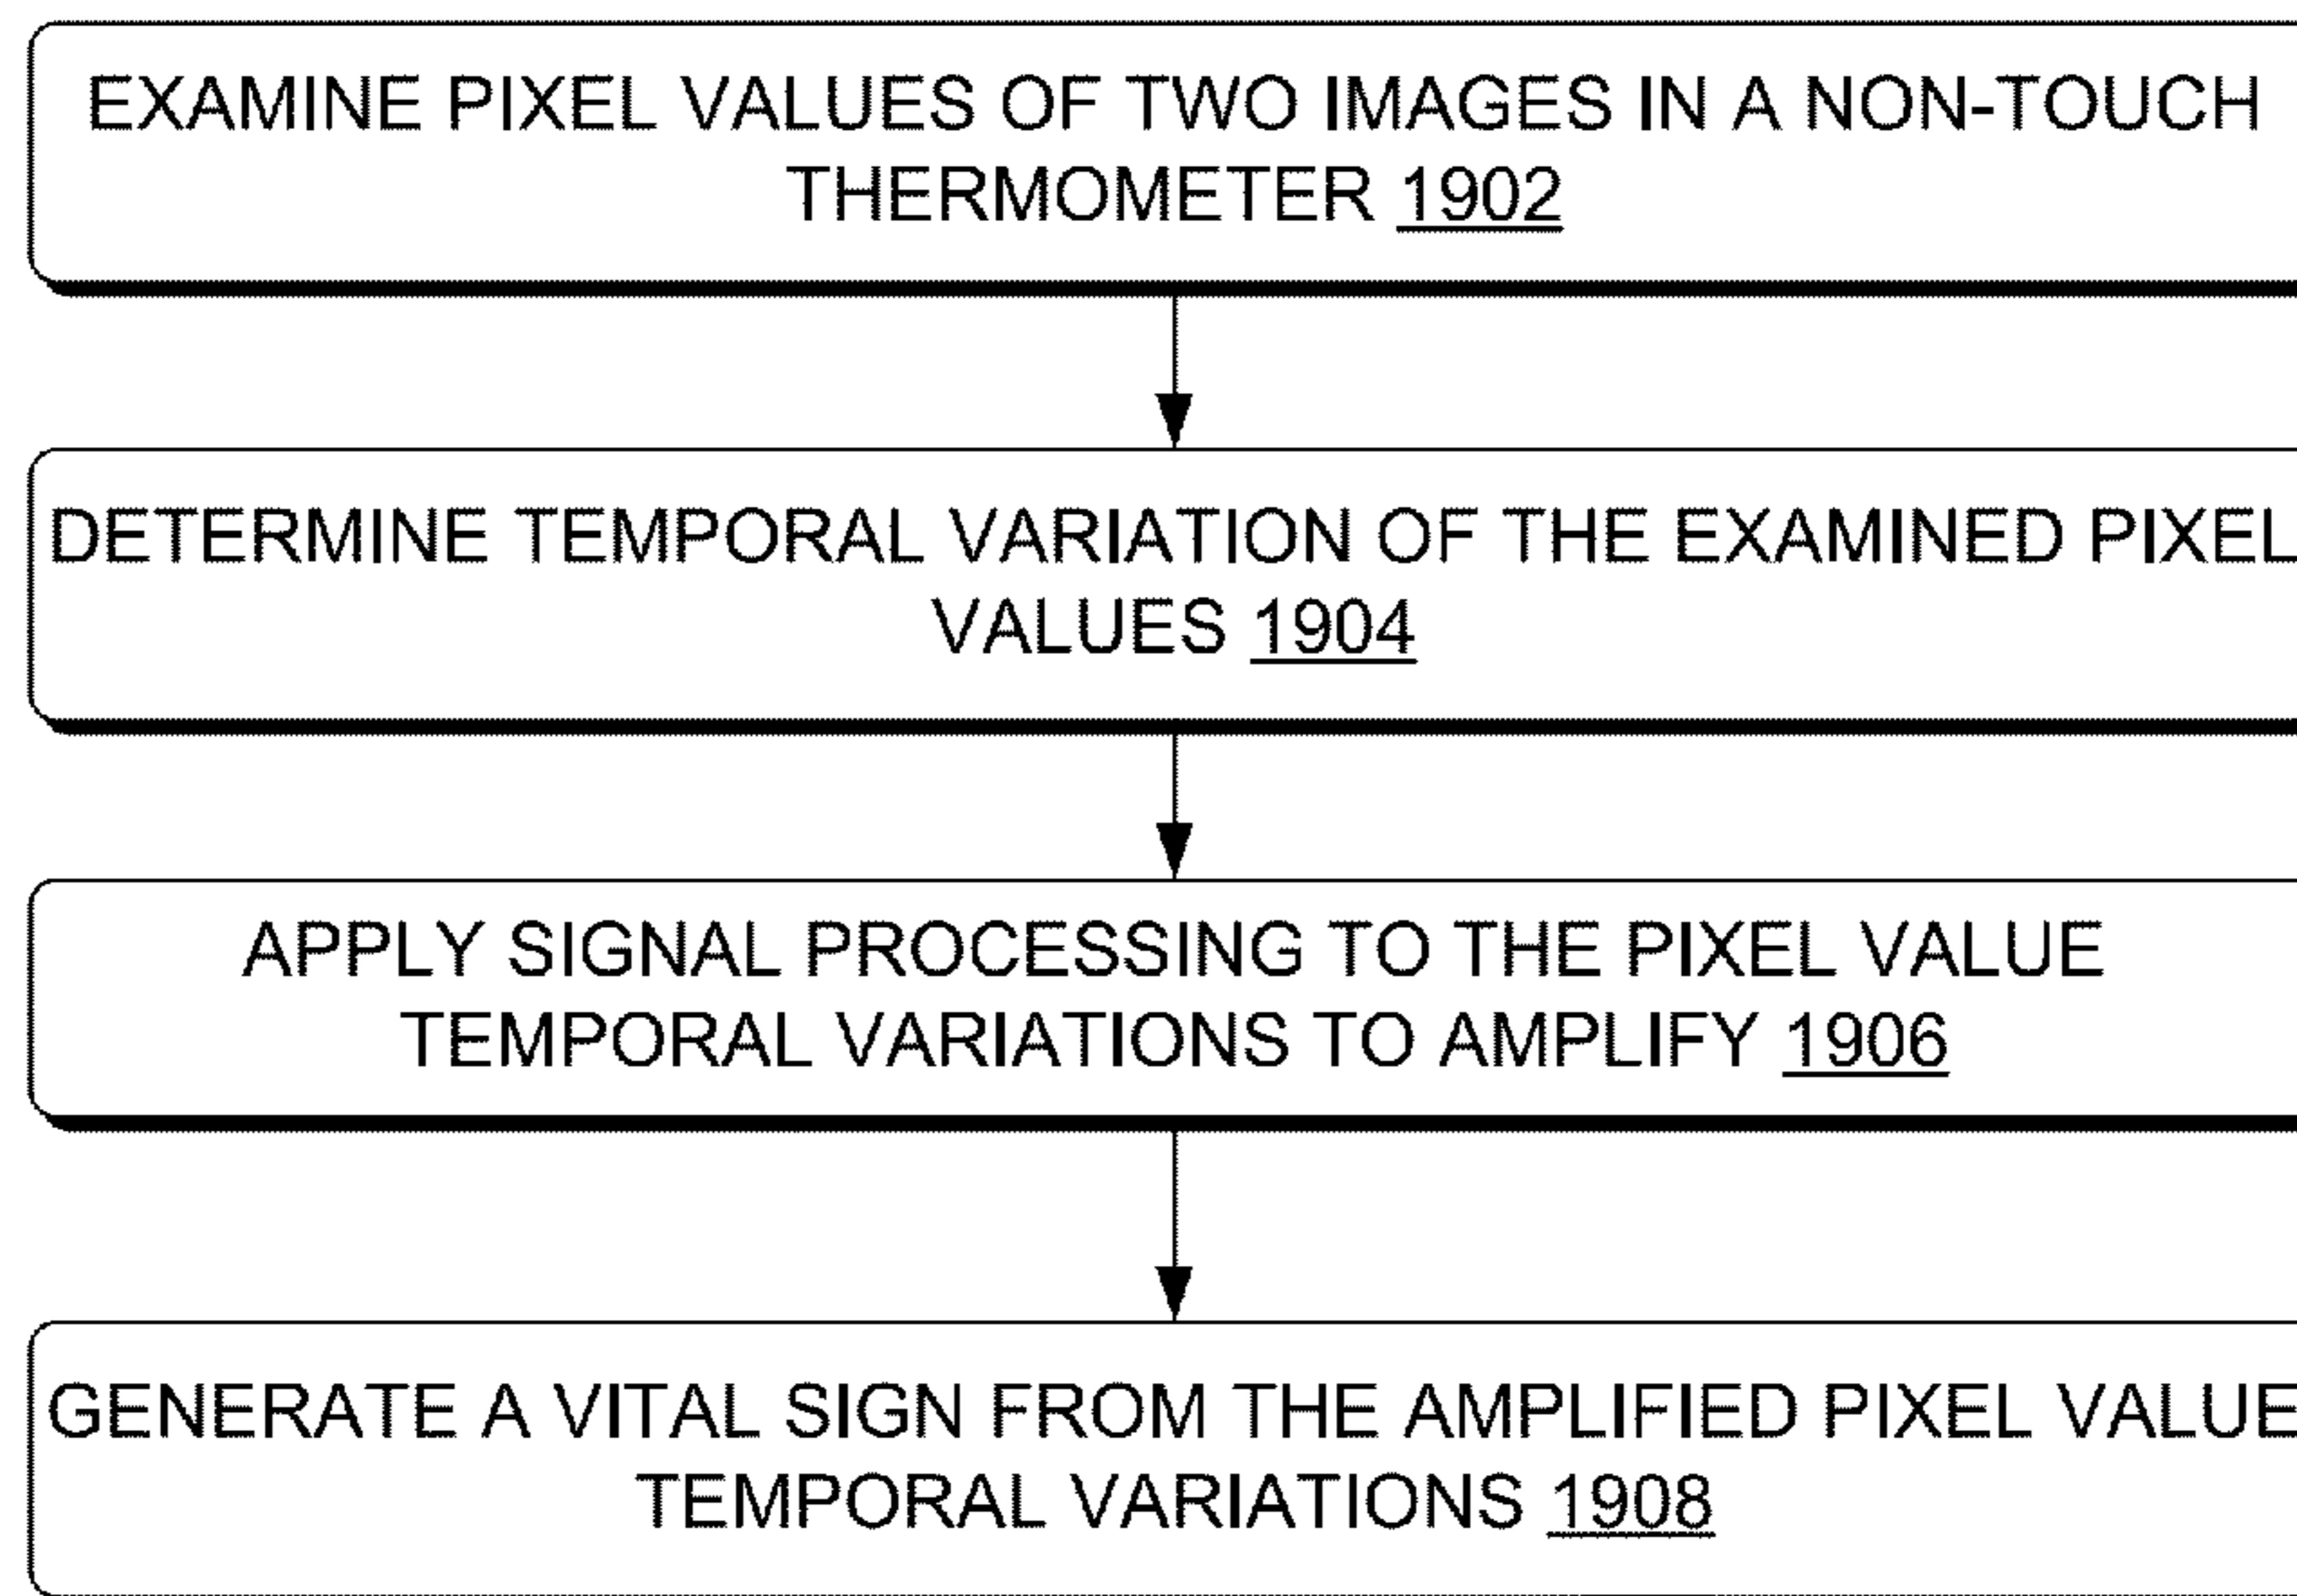 EXAMINE PIXEL VALUES OF TWO IMAGES IN A NON-TOUCH
THERMOMETER 1902
DETERMINE TEMPORAL VARIATION OF THE EXAMINED PIXEL
VALUES 1904
APPLY SIGNAL PROCESSING TO THE PIXEL VALUE
TEMPORAL VARIATIONS TO AMPLIFY 1906
GENERATE A VITAL SIGN FROM THE AMPLIFIED PIXEL VALUE
TEMPORAL VARIATIONS 1908